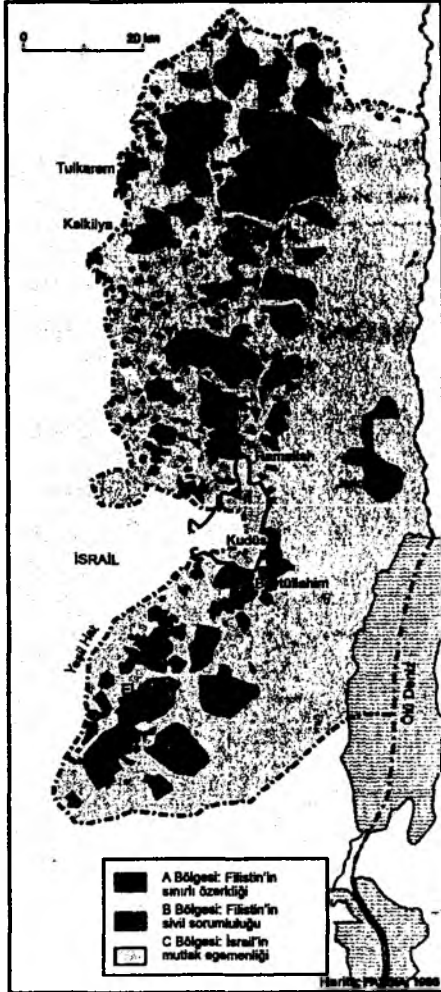 0 20 km
Tulkarem
Kalkilya
Ramallah
Kudüs
İSRAİL
Beytüllahim
Yeşil Hat
Ölü Deniz
A Bölgesi: Filistin'in
sınırlı özerkliği
B Bölgesi: Filistin'in
sivil sorumluluğu
C Bölgesi: İsrail'in
mutlak egemenliği